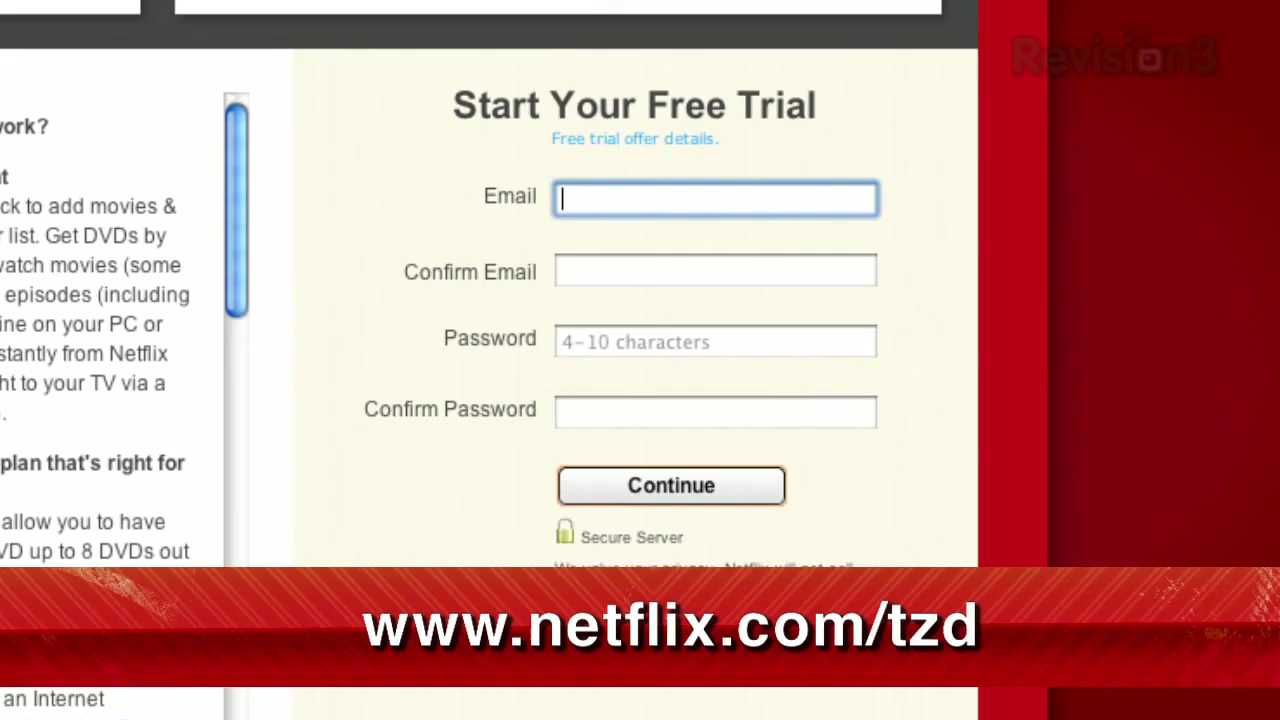 Revision3
work?
ck to add movies &
list. Get DVDs by
watch movies (some
episodes (including
ine on your PC or
stantly from Netflix
ht to your TV via a
plan that's right for
allow you to have
VD up to 8 DVDs out
an Internet
Start Your Free Trial
Free trial offer details.
Email
Confirm Email
Password
4-10 characters
Confirm Password
Continue
Secure Server
www.netflix.com/tzd